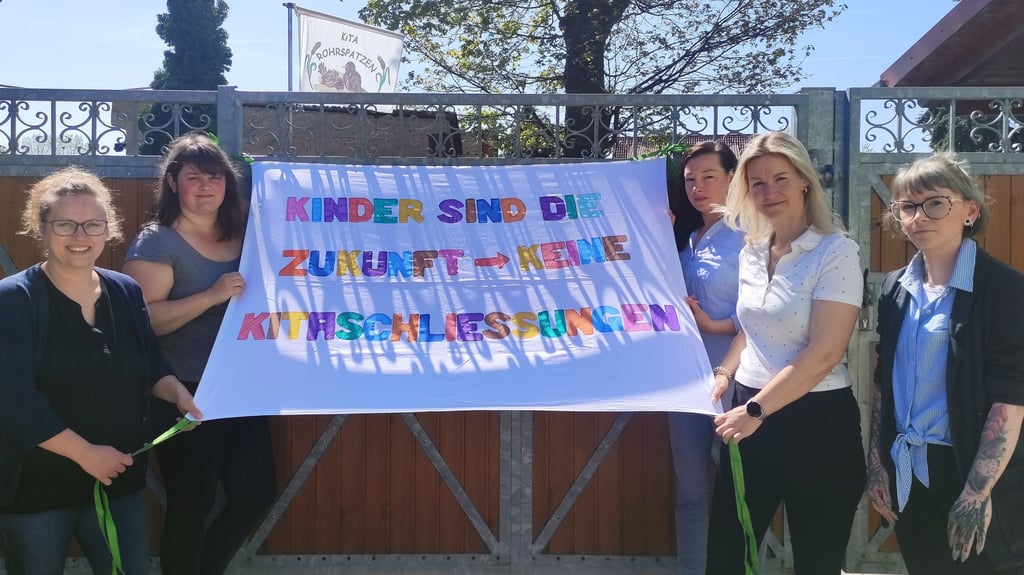 KiTA
ROHRSPATZEN
KINDER SIND DIE
ZUKUNFT → KEINE
KITASCHLIESSUNGEN